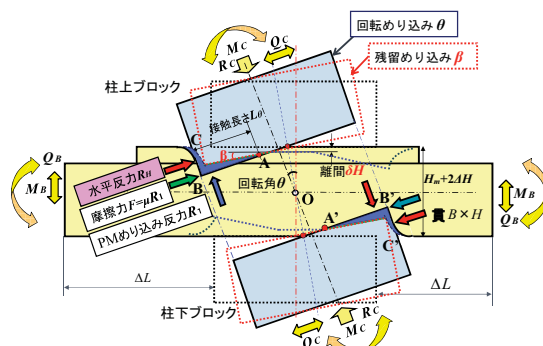 回転めり込みθ
残留めり込みβ
M_C
Q_C
R_C
柱上ブロック
接触長さL_θ
C
β
A
Q_B
M_B
水平反力R_H
摩擦力F=μR_⊥
PMめり込み反力R_⊥
B
回転角θ
O
離間δH
H_m+2ΔH
B'
A'
C'
貫 B×H
M_B
Q_B
ΔL
ΔL
柱下ブロック
R_C
M_C
Q_C